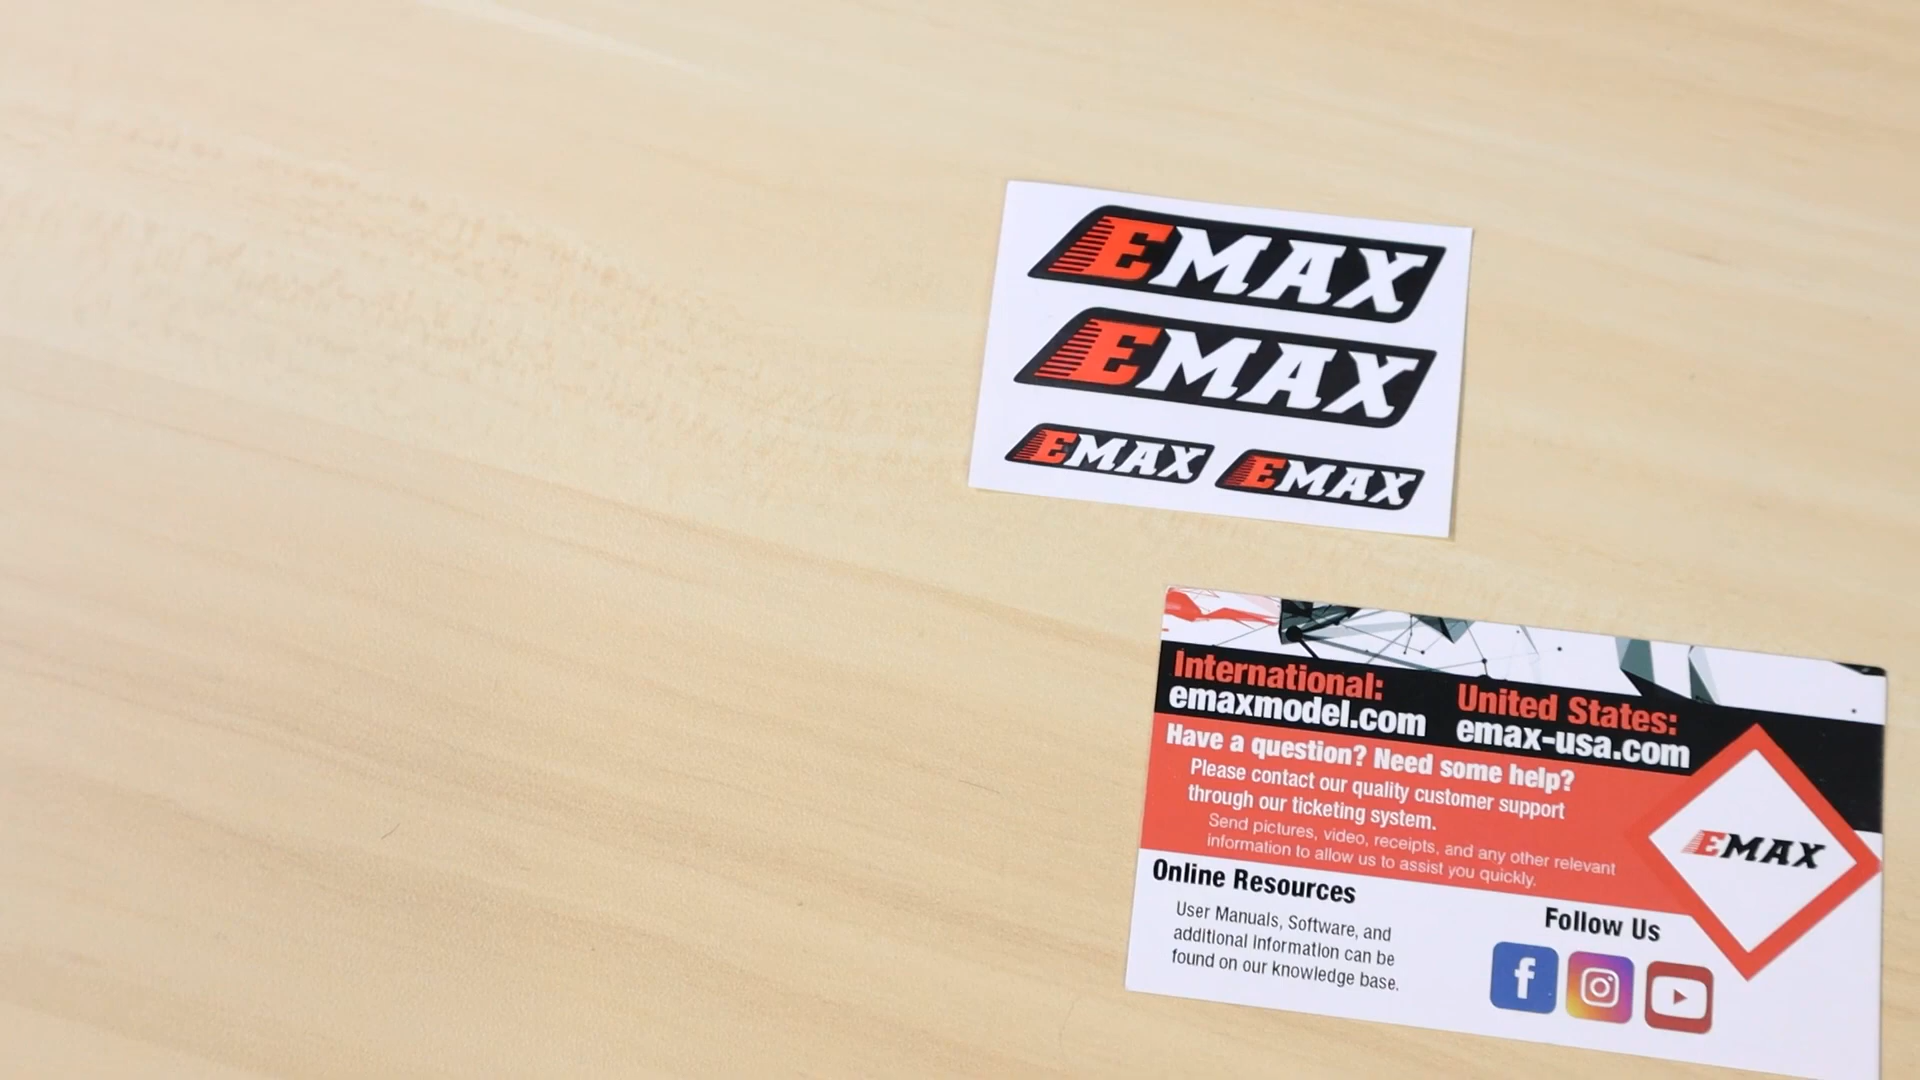 EMAX
EMAX
EMAX EMAX
International:
emaxmodel.com
United States:
emax-usa.com
Have a question? Need some help?
Please contact our quality customer support
through our ticketing system.
Send pictures, video, receipts, and any other relevant
information to allow us to assist you quickly.
EMAX
Online Resources
User Manuals, Software, and
additional information can be
found on our knowledge base.
Follow Us